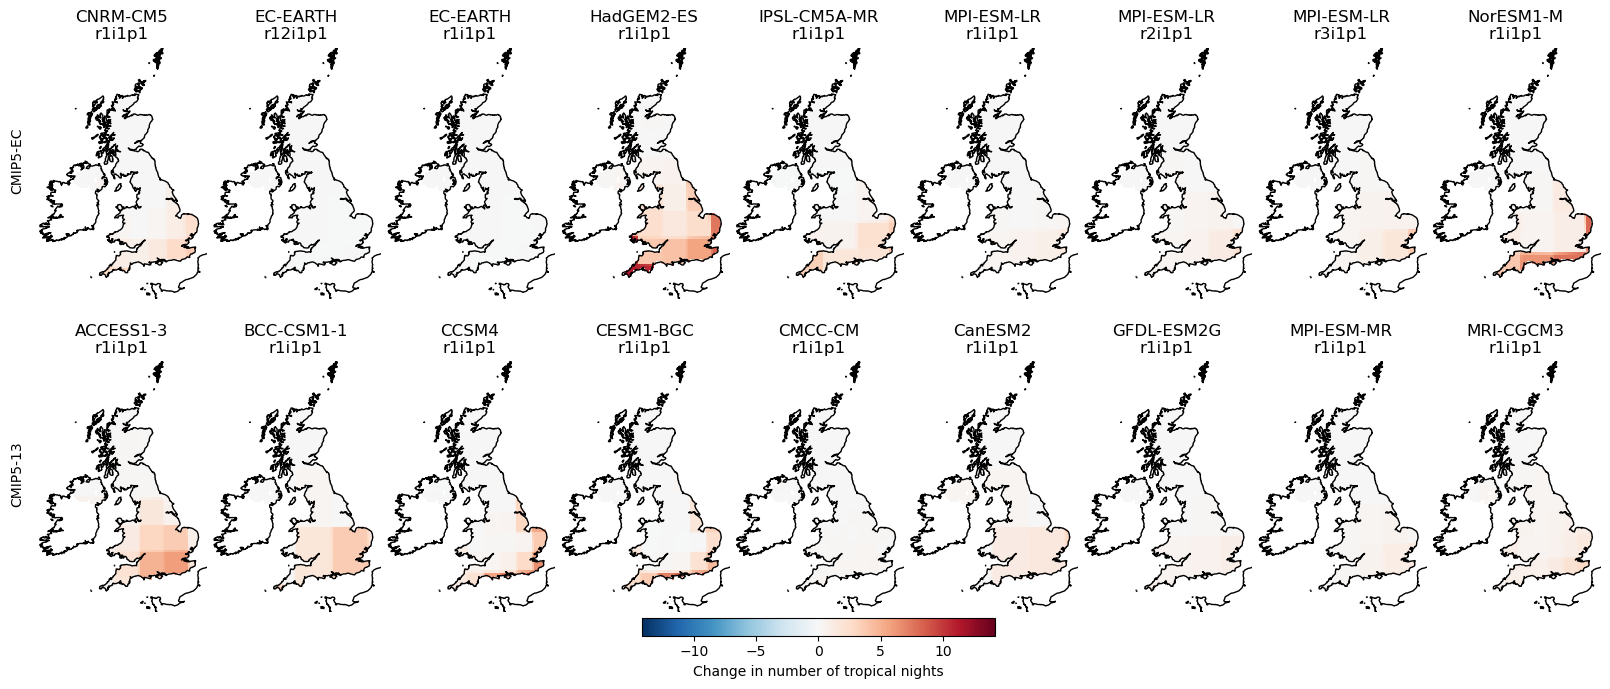 CNRM-CM5 EC-EARTH EC-EARTH HadGEM2-ES IPSL-CM5A-MR MPI-ESM-LR MPI-ESM-LR MPI-ESM-LR NorESM1-M
r1i1p1 r12i1p1 r1i1p1 r1i1p1 r1i1p1 r1i1p1 r2i1p1 r3i1p1 r1i1p1
CMIP5-EC
ACCESS1-3 BCC-CSM1-1 CCSM4 CESM1-BGC CMCC-CM CanESM2 GFDL-ESM2G MPI-ESM-MR MRI-CGCM3
r1i1p1 r1i1p1 r1i1p1 r1i1p1 r1i1p1 r1i1p1 r1i1p1 r1i1p1 r1i1p1
CMIP5-13
−10 −5 0 5 10
Change in number of tropical nights